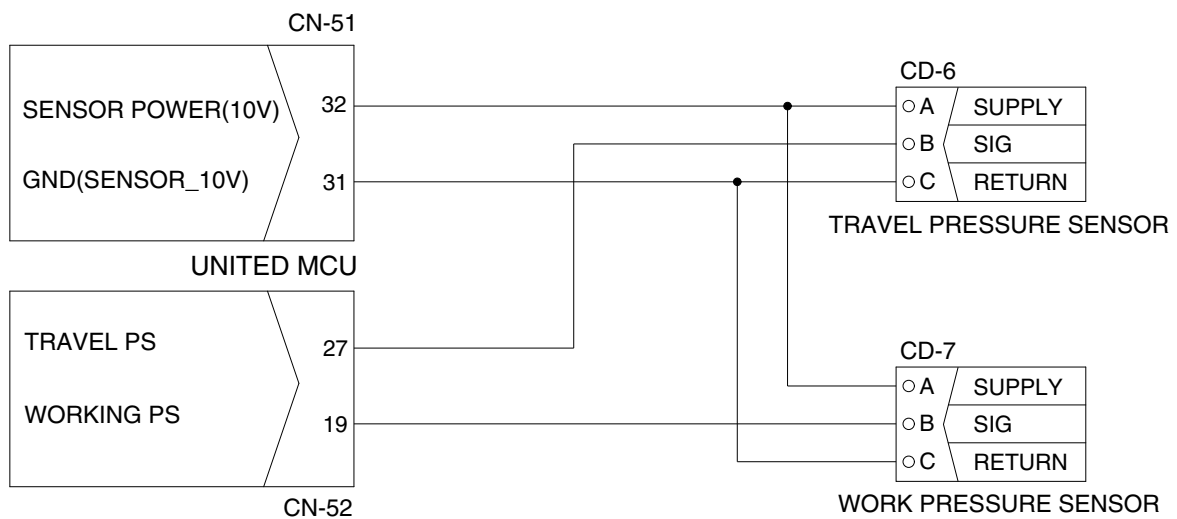 CN-51
SENSOR POWER(10V)
32
GND(SENSOR_10V)
31
UNITED MCU
TRAVEL PS
27
WORKING PS
19
CN-52
CD-6
A SUPPLY
B SIG
C RETURN
TRAVEL PRESSURE SENSOR
CD-7
A SUPPLY
B SIG
C RETURN
WORK PRESSURE SENSOR